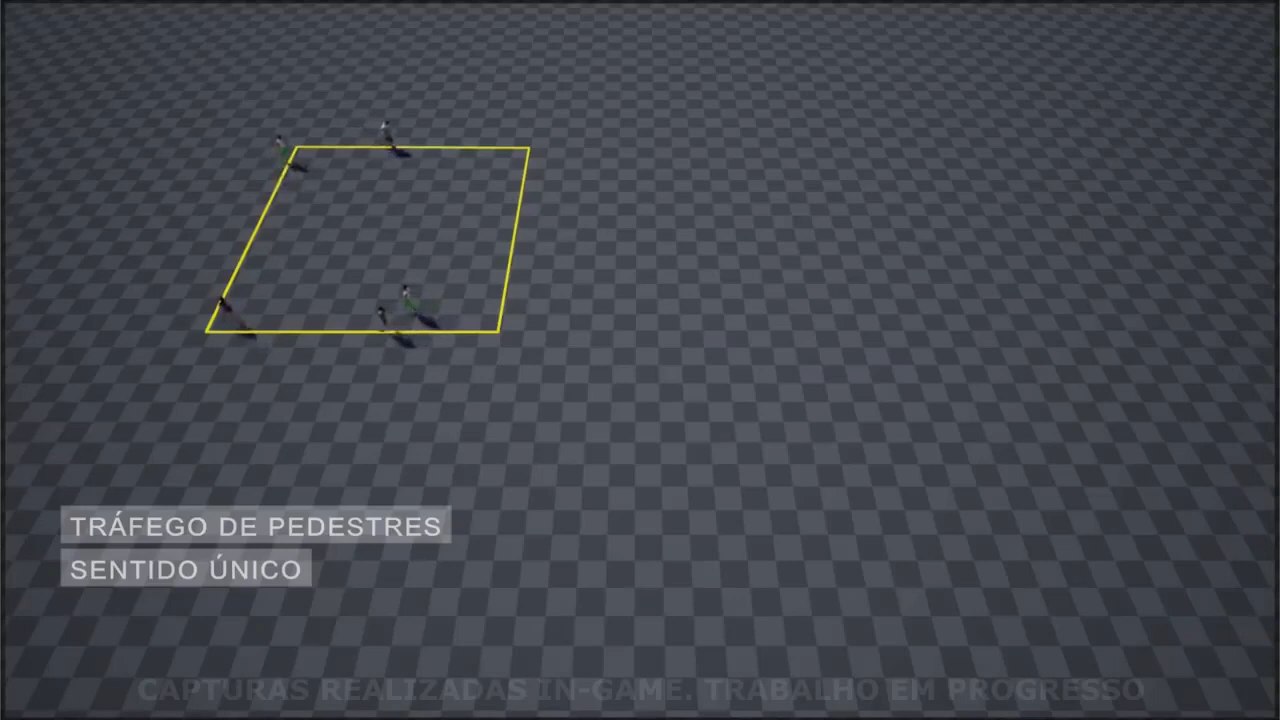 TRÁFEGO DE PEDESTRES
SENTIDO ÚNICO
CAPTURAS REALIZADAS IN-GAME. TRABALHO EM PROGRESSO